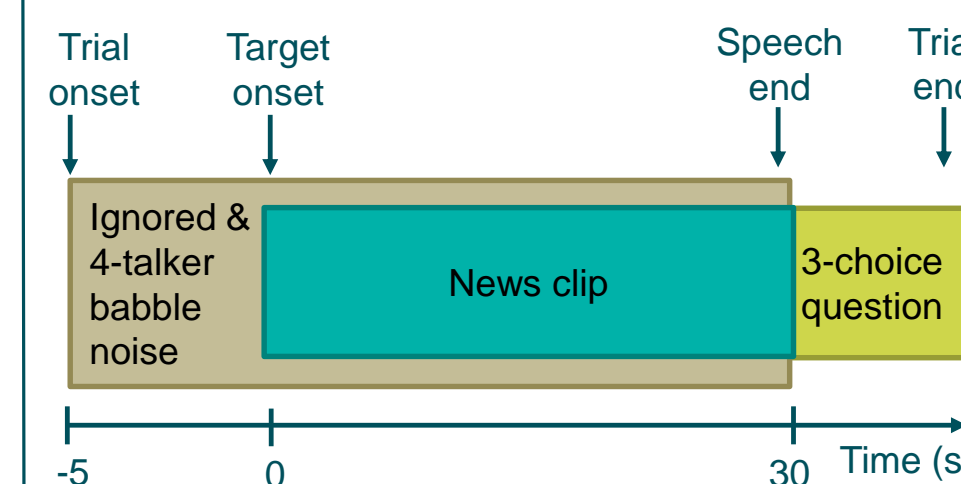 Trial
onset
Target
onset
Speech
end
Ignored &
4-talker
babble
noise
News clip
3-choice
question
-5
0
30
Time